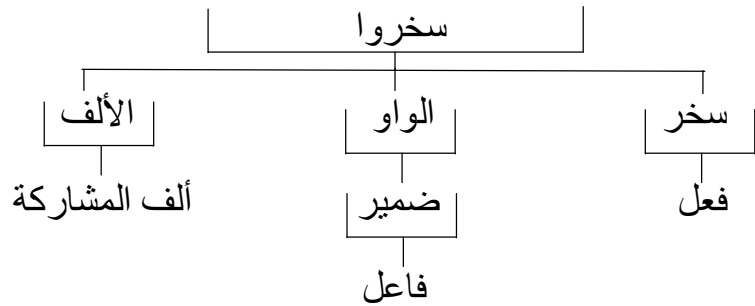 سخروا
سخر الواو الألف
فعل ضمير ألف المشاركة
فاعل